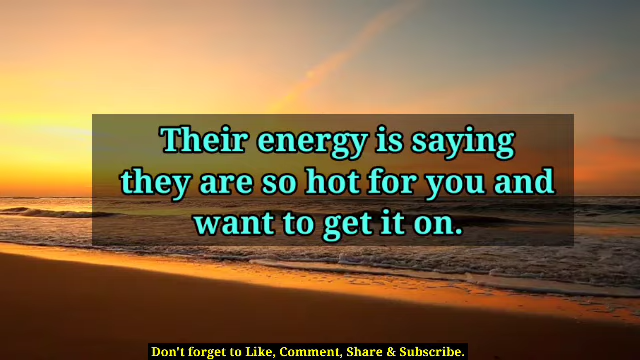 Their energy is saying
they are so hot for you and
want to get it on.
Don't forget to Like, Comment, Share & Subscribe.